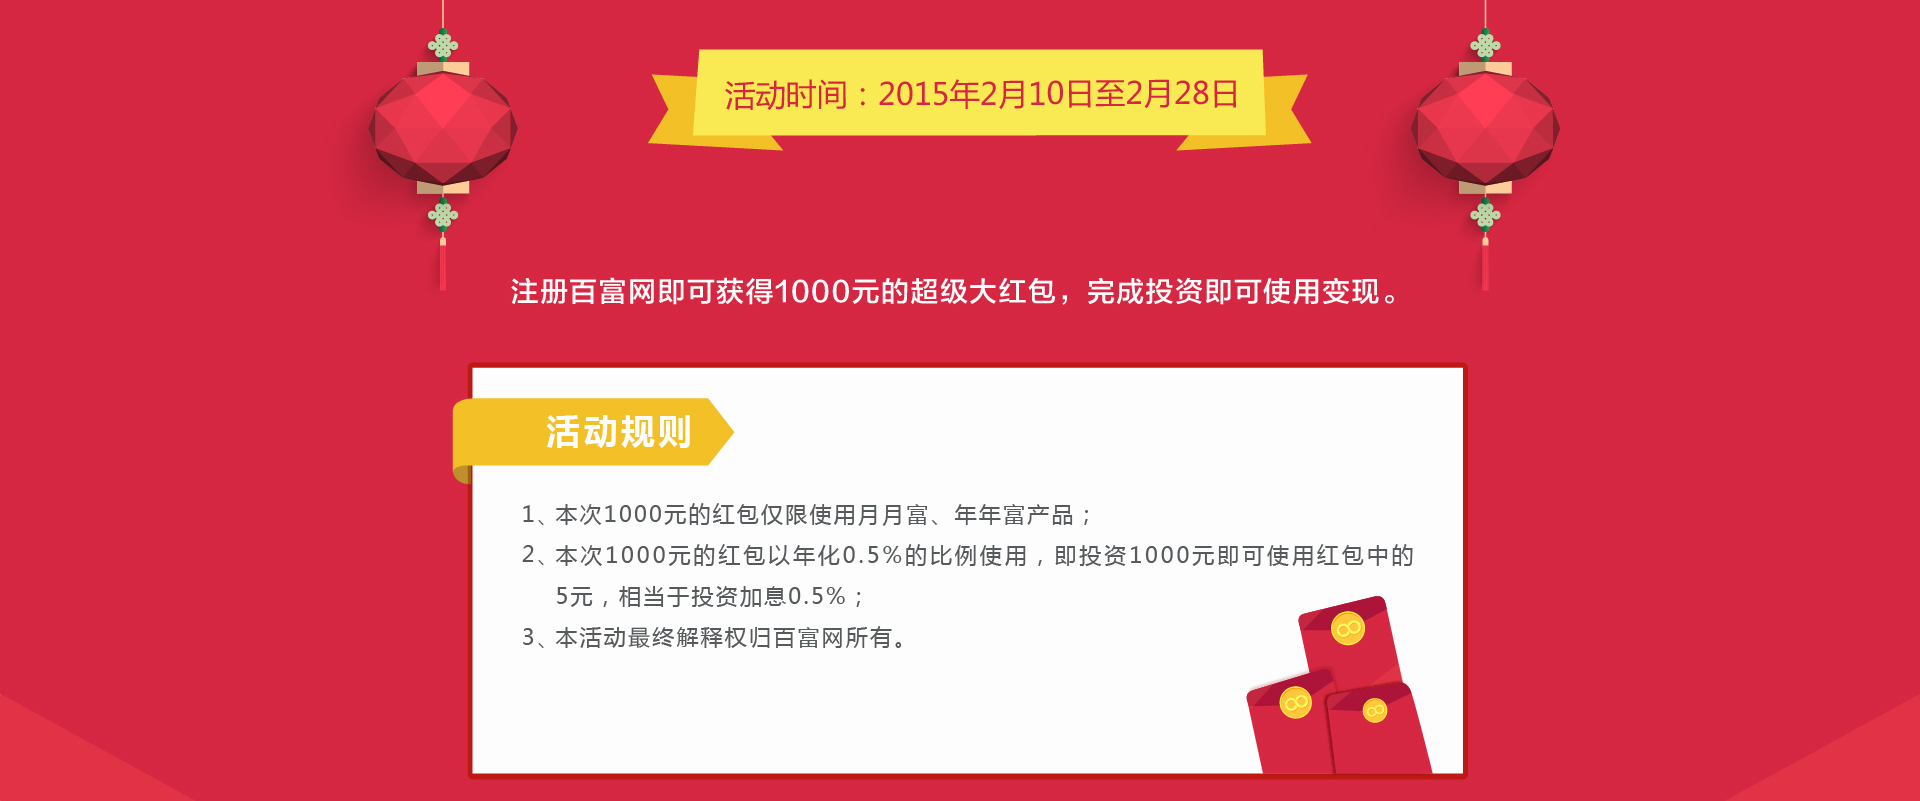 活动时间：2015年2月10日至2月28日
注册百富网即可获得1000元的超级大红包，完成投资即可使用变现。
活动规则
1、本次1000元的红包仅限使用月月富、年年富产品；
2、本次1000元的红包以年化0.5%的比例使用，即投资1000元即可使用红包中的
5元，相当于投资加息0.5%；
3、本活动最终解释权归百富网所有。